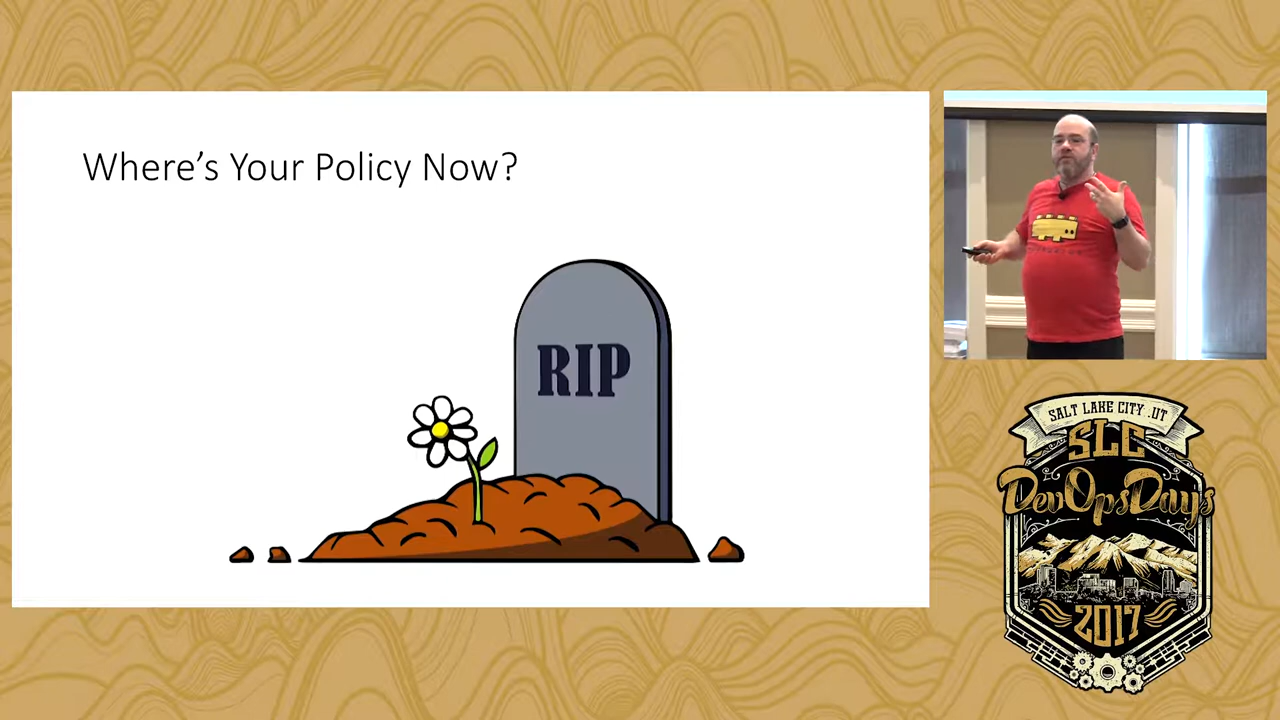 Where's Your Policy Now?
RIP
SALT LAKE CITY .UT
SLC
DevOpsDays
2017